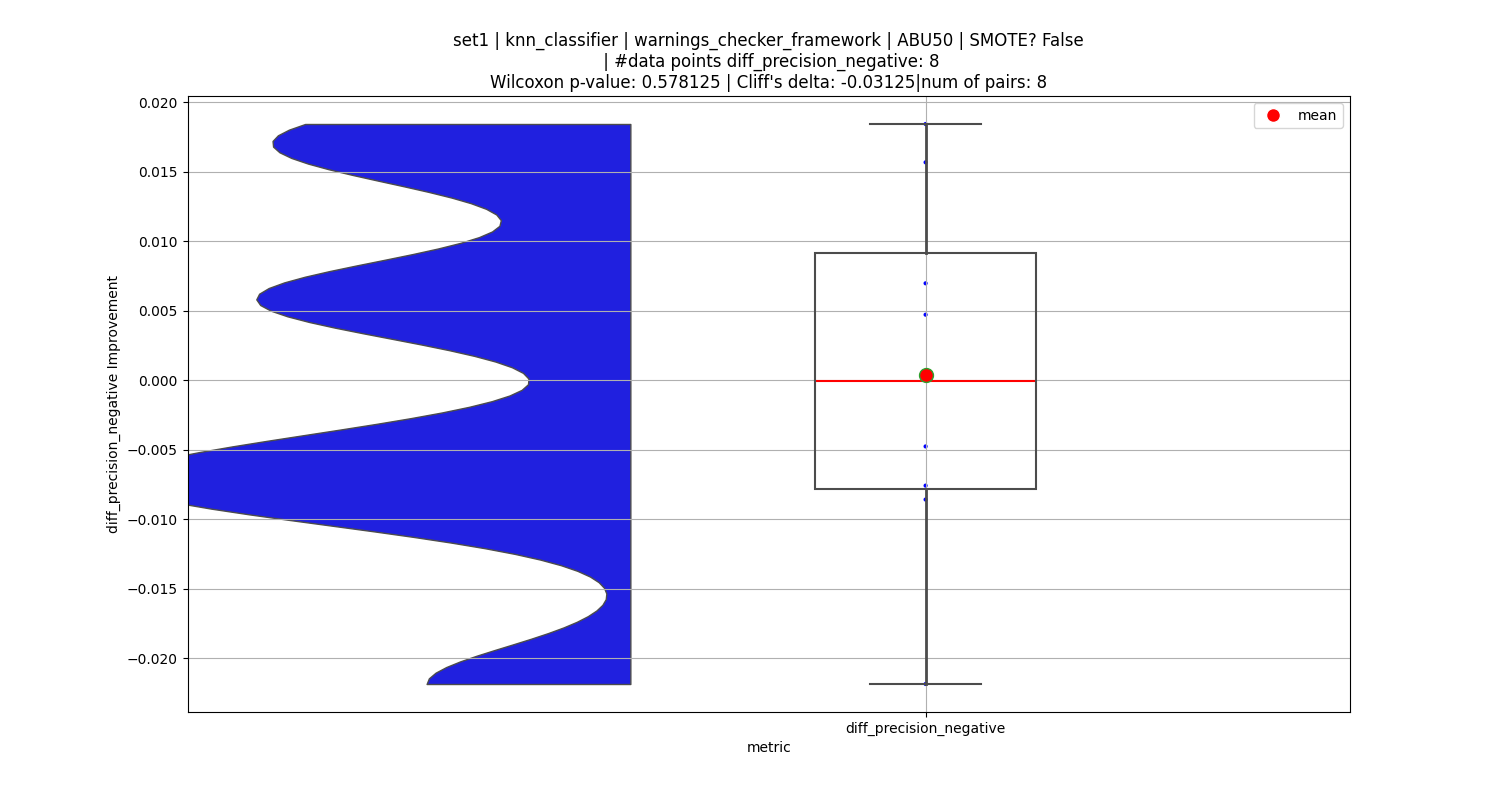 set1 | knn_classifier | warnings_checker_framework | ABU50 | SMOTE? False
| #data points diff_precision_negative: 8
Wilcoxon p-value: 0.578125 | Cliff's delta: -0.03125|num of pairs: 8
mean
0.020
0.015
0.010
0.005
0.000
−0.005
−0.010
−0.015
−0.020
diff_precision_negative Improvement
diff_precision_negative
metric